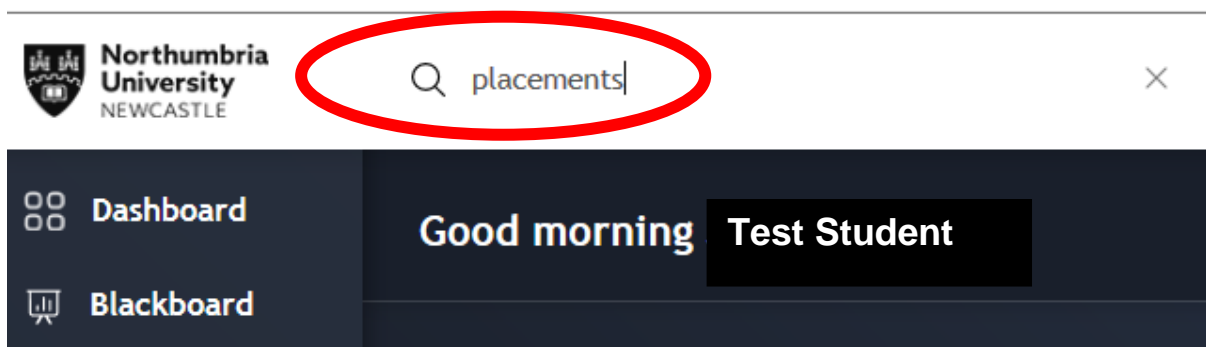 Northumbria
University
NEWCASTLE
placements
Dashboard
Good morning Test Student
Blackboard